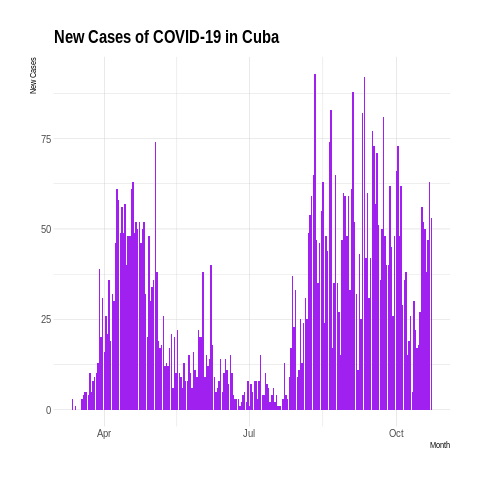 New Cases of COVID-19 in Cuba
New Cases
75
50
25
0
Apr Jul Oct
Month